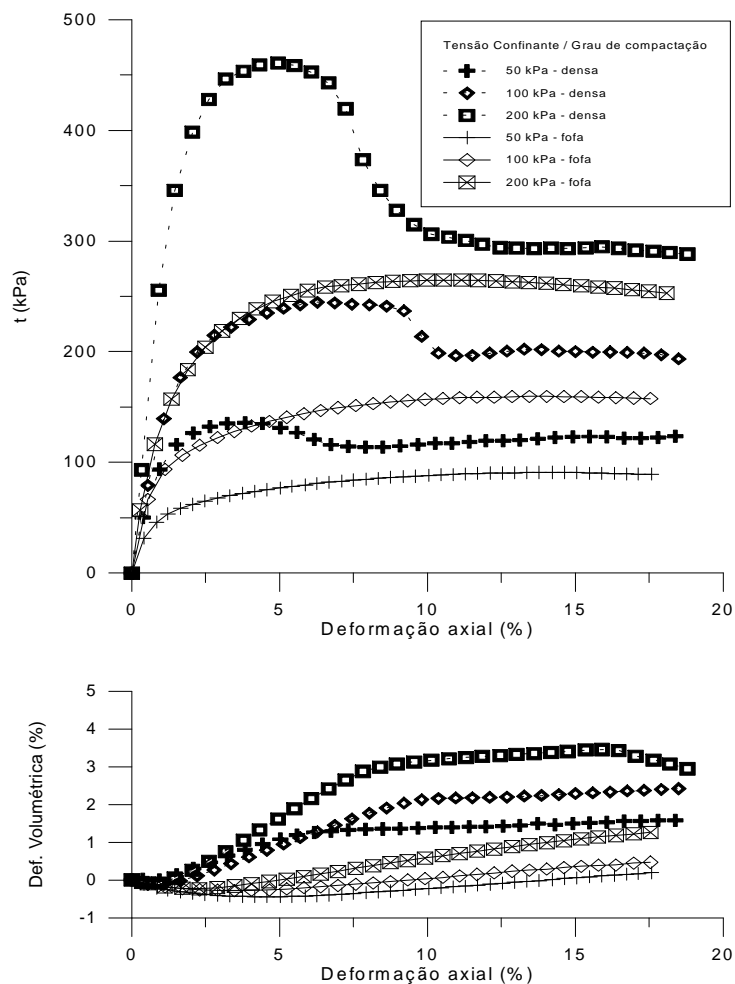 500
400
300
200
100
0
t (kPa)
Tensão Confinante / Grau de compactação
50 kPa - densa
100 kPa - densa
200 kPa - densa
50 kPa - fofa
100 kPa - fofa
200 kPa - fofa
0 5 10 15 20
Deformação axial (%)
5
4
3
2
1
0
-1
Def. Volumétrica (%)
0 5 10 15 20
Deformação axial (%)